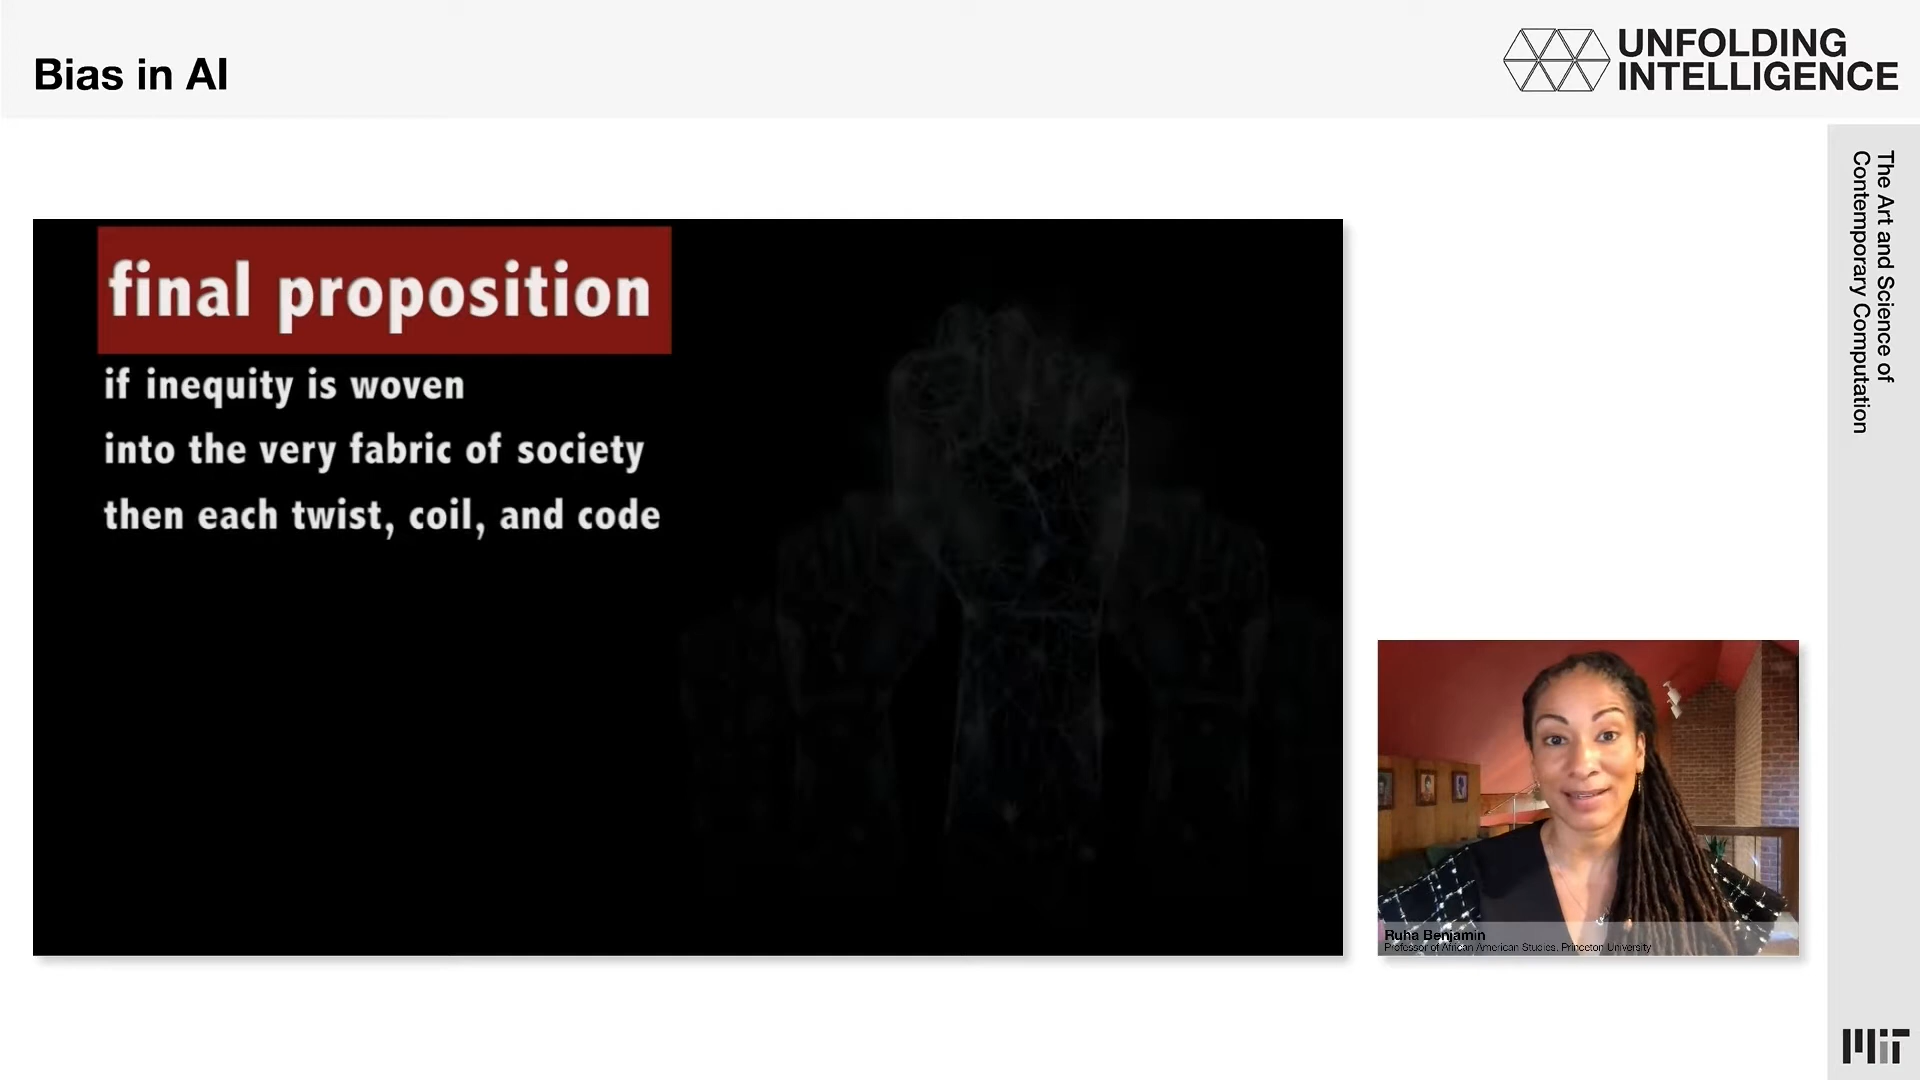 Bias in AI
UNFOLDING
INTELLIGENCE
The Art and Science of
Contemporary Computation
final proposition
if inequity is woven
into the very fabric of society
then each twist, coil, and code
Ruha Benjamin
Professor of African American Studies, Princeton University
MIT